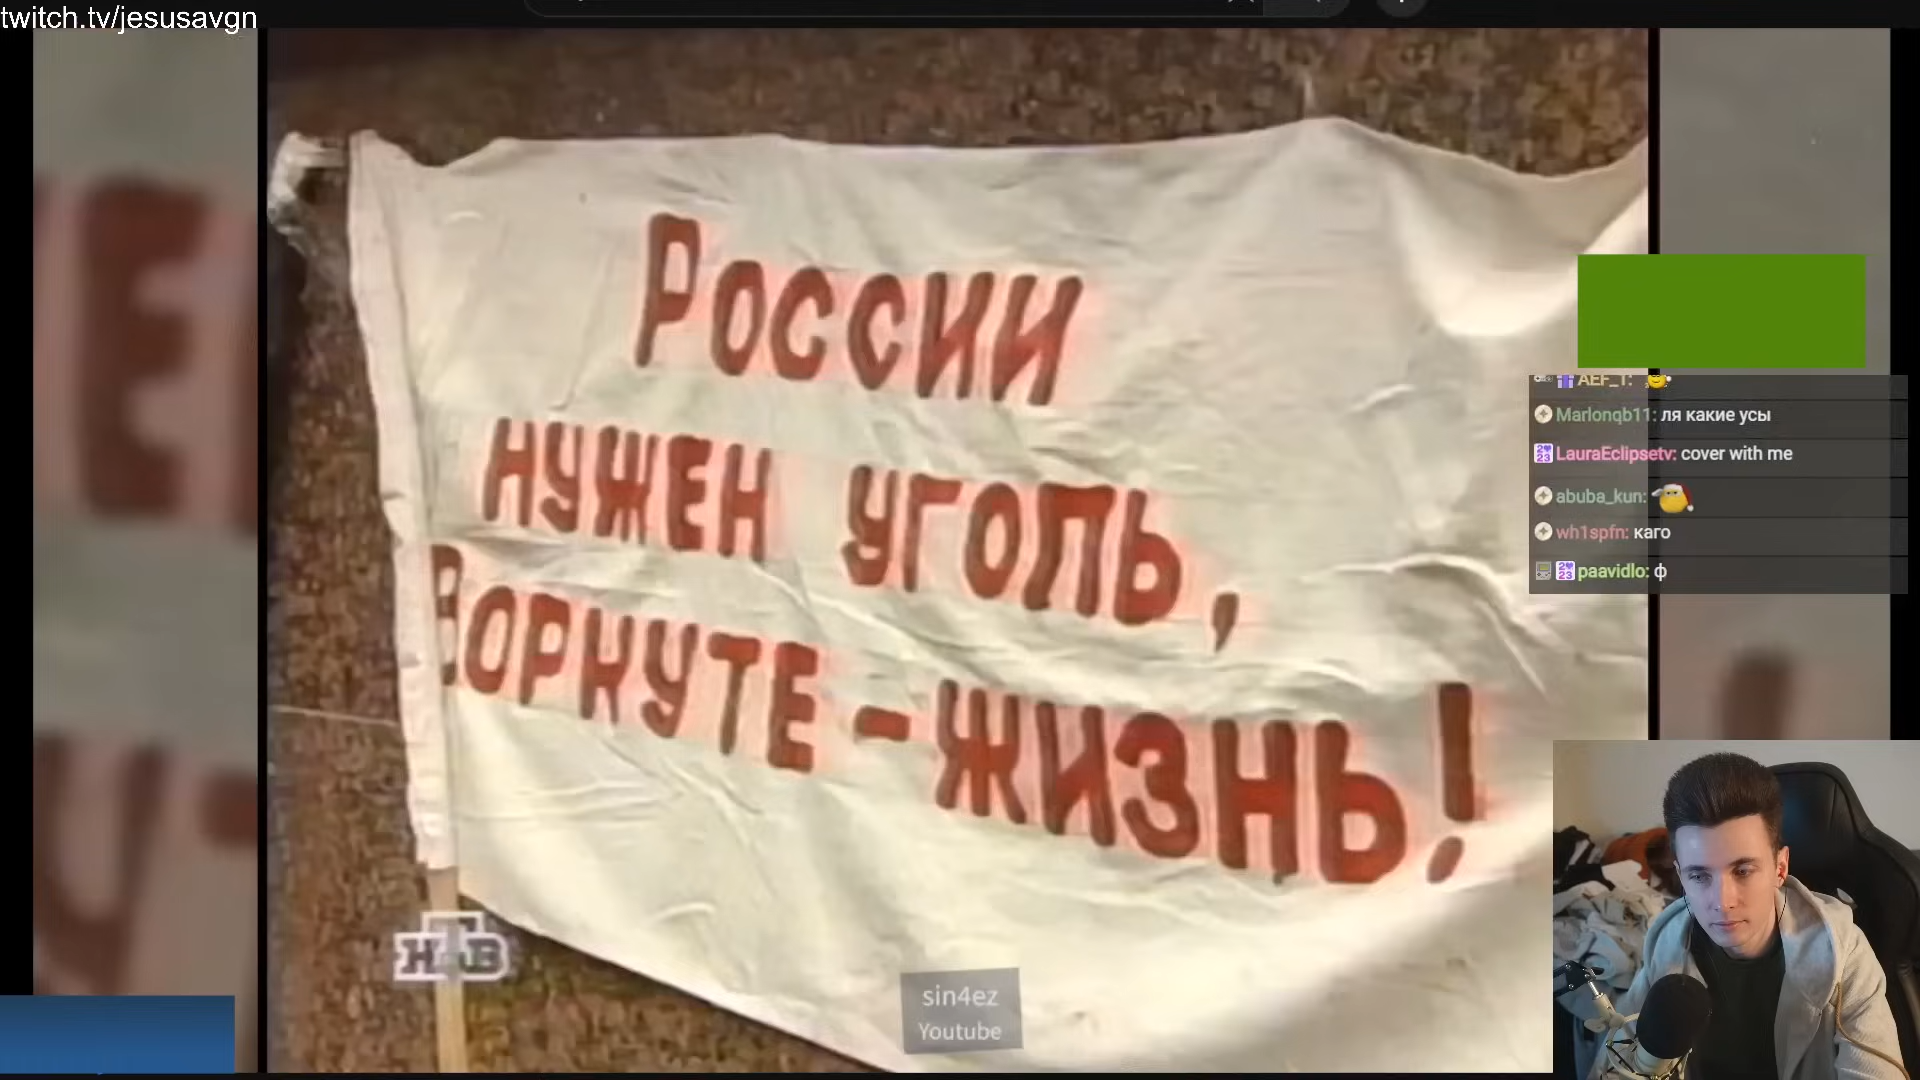 twitch.tv/jesusavgn
России
нужен уголь,
Воркуте - жизнь!
НТВ
sin4ez
Youtube
AEF_T:
Marlonqb11: ля какие усы
LauraEclipsetv: cover with me
abuba_kun:
wh1spfn: каго
paavidlo: ф